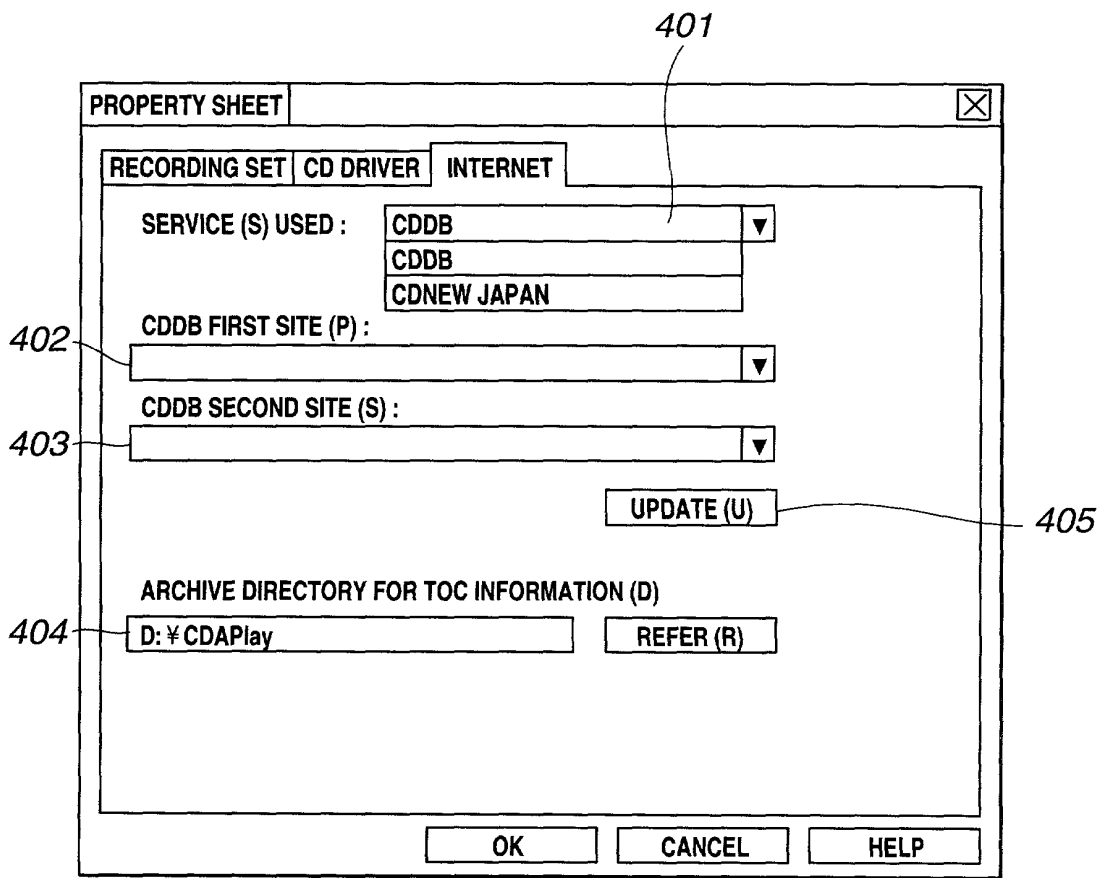 401
PROPERTY SHEET
RECORDING SET CD DRIVER INTERNET
SERVICE (S) USED : CDDB ▼
CDDB
CDNEW JAPAN
CDDB FIRST SITE (P) :
402 ▼
CDDB SECOND SITE (S) :
403 ▼
UPDATE (U) 405
ARCHIVE DIRECTORY FOR TOC INFORMATION (D)
404 D: ¥ CDAPlay REFER (R)
OK CANCEL HELP